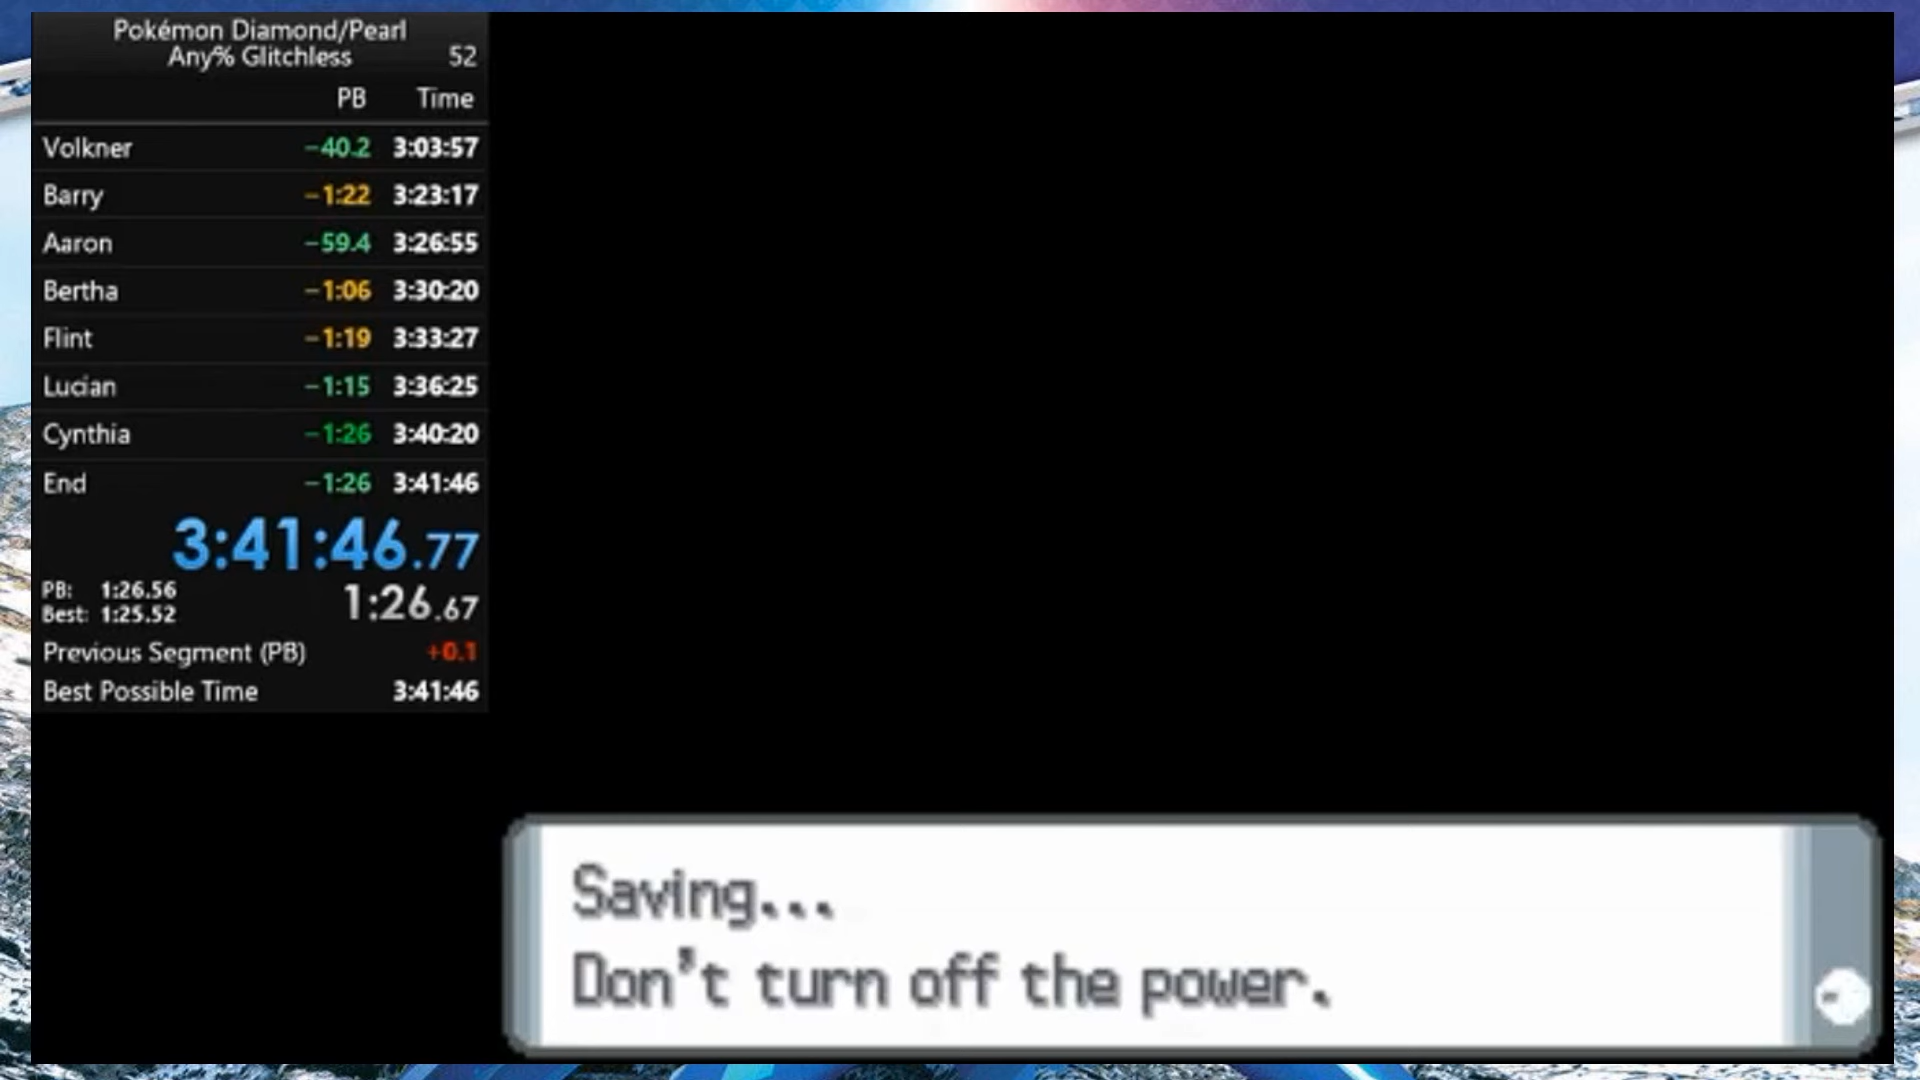 Pokémon Diamond/Pearl
Any% Glitchless 52
PB Time
Volkner −40.2 3:03:57
Barry −1:22 3:23:17
Aaron −59.4 3:26:55
Bertha −1:06 3:30:20
Flint −1:19 3:33:27
Lucian −1:15 3:36:25
Cynthia −1:26 3:40:20
End −1:26 3:41:46
3:41:46.77
PB: 1:26.56
Best: 1:25.52
1:26.67
Previous Segment (PB) +0.1
Best Possible Time 3:41:46
Saving...
Don't turn off the power.